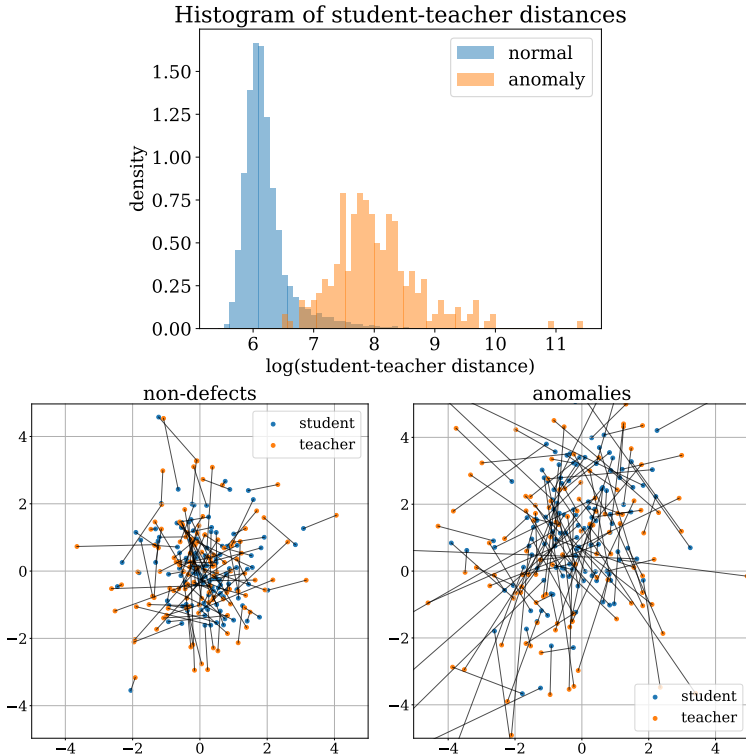 Histogram of student-teacher distances
normal
anomaly
density
1.50
1.25
1.00
0.75
0.50
0.25
0.00
6 7 8 9 10 11
log(student-teacher distance)
non-defects
student
teacher
4
2
0
−2
−4
−4 −2 0 2 4
anomalies
student
teacher
4
2
0
−2
−4
−4 −2 0 2 4